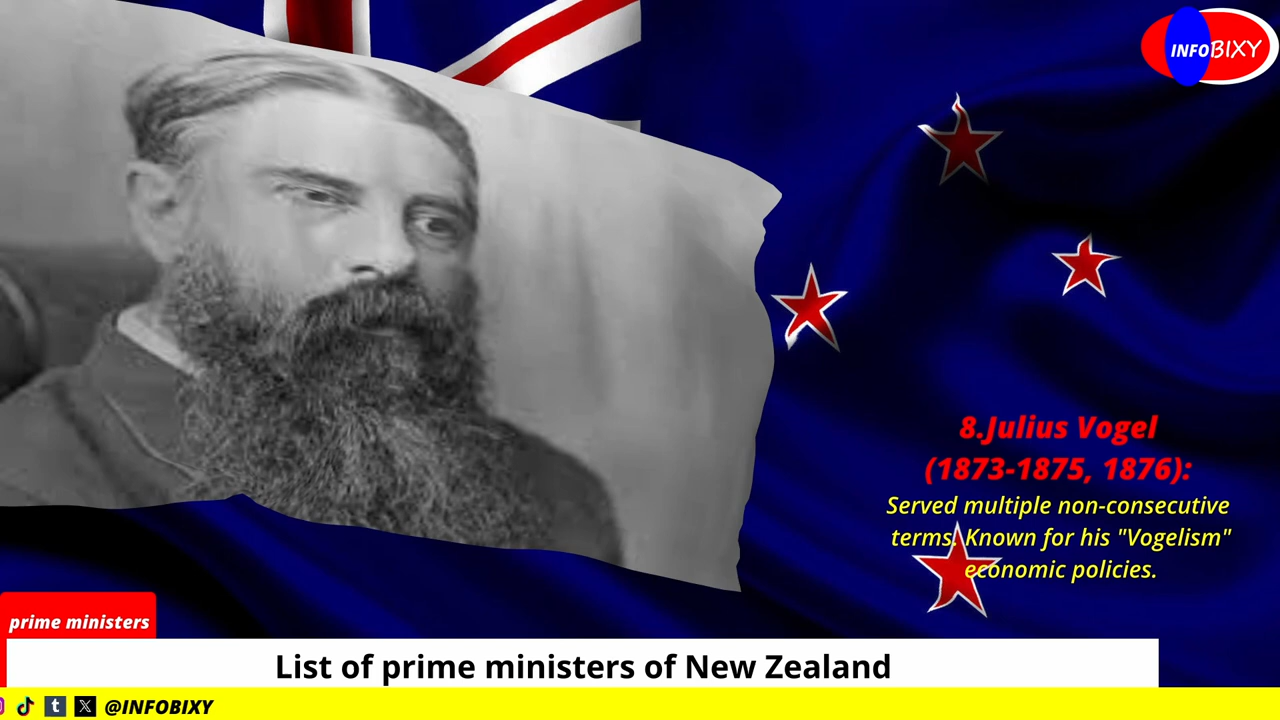 INFOBIXY
8.Julius Vogel
(1873-1875, 1876):
Served multiple non-consecutive
terms. Known for his "Vogelism"
economic policies.
prime ministers
List of prime ministers of New Zealand
@INFOBIXY